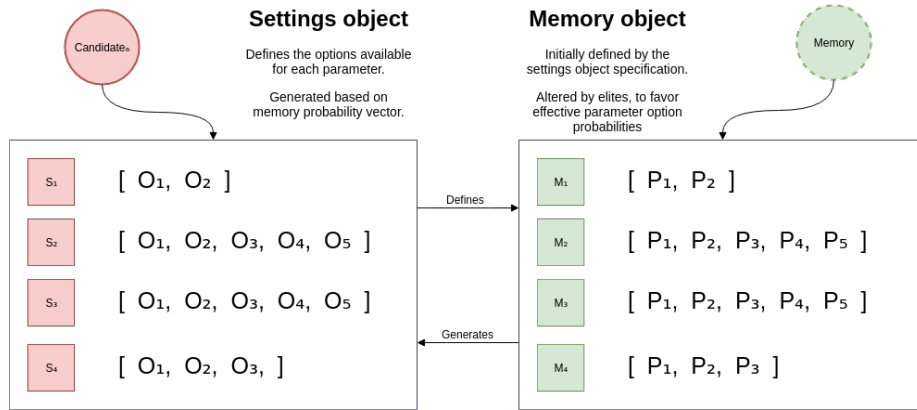 Settings object
Memory object
Candidateₐ
Memory
Defines the options available
for each parameter.
Generated based on
memory probability vector.
Initially defined by the
settings object specification.
Altered by elites, to favor
effective parameter option
probabilities
S₁ [ O₁, O₂ ]
S₂ [ O₁, O₂, O₃, O₄, O₅ ]
S₃ [ O₁, O₂, O₃, O₄, O₅ ]
S₄ [ O₁, O₂, O₃, ]
Defines
Generates
M₁ [ P₁, P₂ ]
M₂ [ P₁, P₂, P₃, P₄, P₅ ]
M₃ [ P₁, P₂, P₃, P₄, P₅ ]
M₄ [ P₁, P₂, P₃ ]